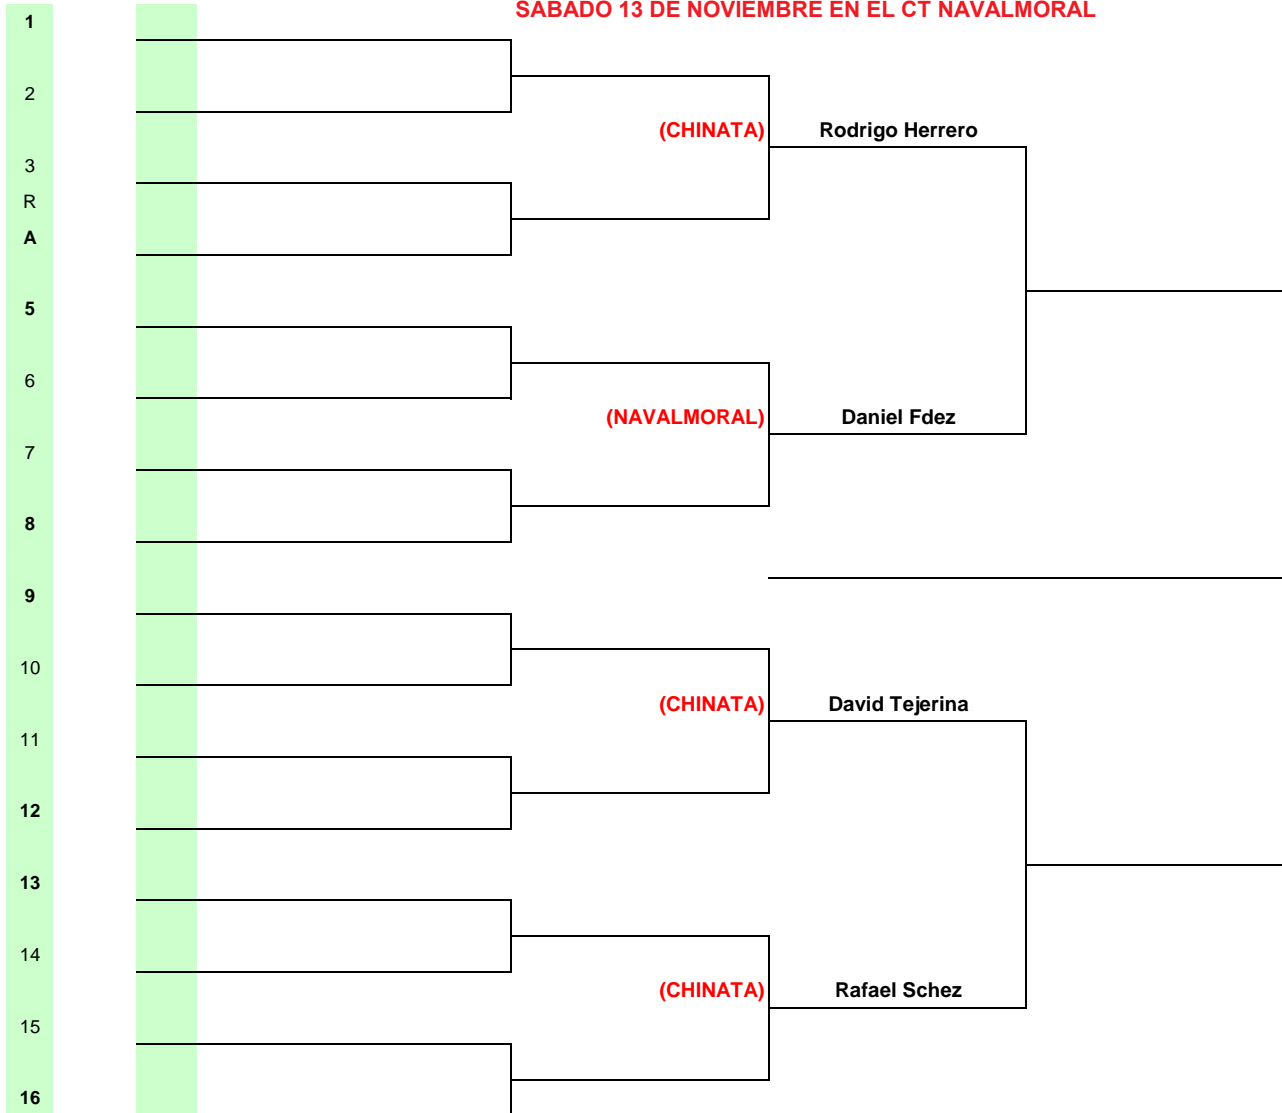 SABADO 13 DE NOVIEMBRE EN EL CT NAVALMORAL
1
2
(CHINATA) Rodrigo Herrero
3
R
A
5
6
(NAVALMORAL) Daniel Fdez
7
8
9
10
(CHINATA) David Tejerina
11
12
13
14
(CHINATA) Rafael Schez
15
16